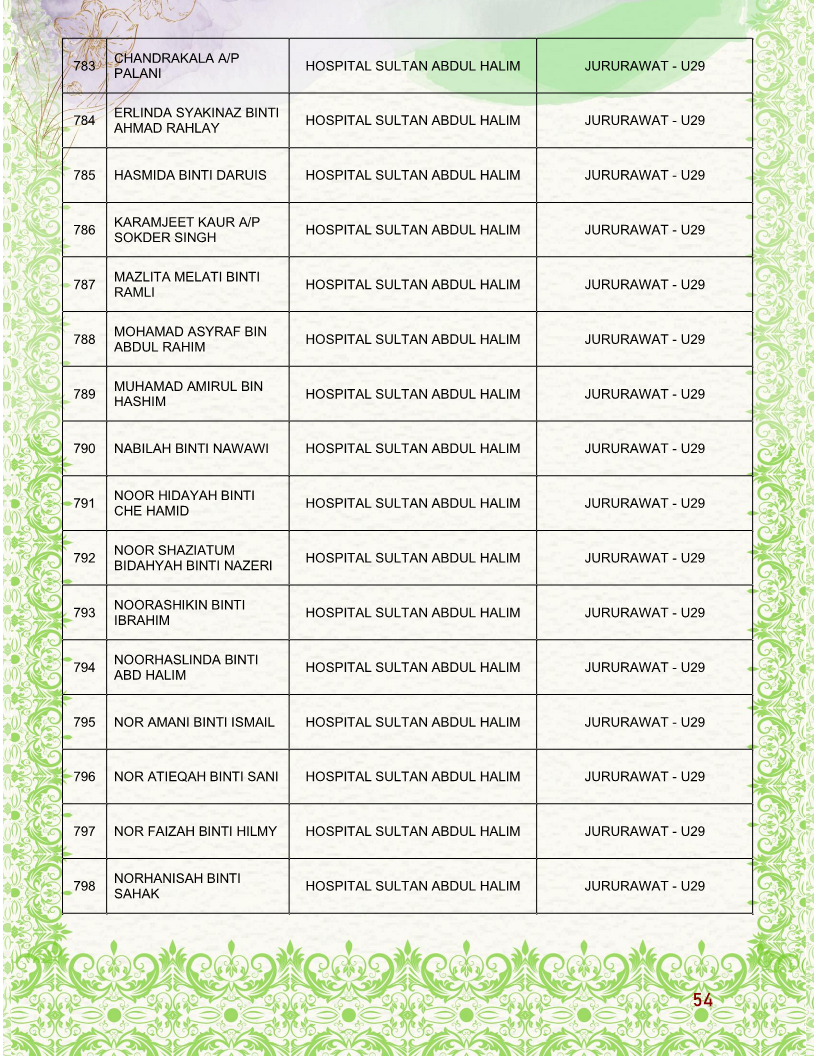 783 CHANDRAKALA A/P PALANI HOSPITAL SULTAN ABDUL HALIM JURURAWAT - U29
784 ERLINDA SYAKINAZ BINTI AHMAD RAHLAY HOSPITAL SULTAN ABDUL HALIM JURURAWAT - U29
785 HASMIDA BINTI DARUIS HOSPITAL SULTAN ABDUL HALIM JURURAWAT - U29
786 KARAMJEET KAUR A/P SOKDER SINGH HOSPITAL SULTAN ABDUL HALIM JURURAWAT - U29
787 MAZLITA MELATI BINTI RAMLI HOSPITAL SULTAN ABDUL HALIM JURURAWAT - U29
788 MOHAMAD ASYRAF BIN ABDUL RAHIM HOSPITAL SULTAN ABDUL HALIM JURURAWAT - U29
789 MUHAMAD AMIRUL BIN HASHIM HOSPITAL SULTAN ABDUL HALIM JURURAWAT - U29
790 NABILAH BINTI NAWAWI HOSPITAL SULTAN ABDUL HALIM JURURAWAT - U29
791 NOOR HIDAYAH BINTI CHE HAMID HOSPITAL SULTAN ABDUL HALIM JURURAWAT - U29
792 NOOR SHAZIATUM BIDAHYAH BINTI NAZERI HOSPITAL SULTAN ABDUL HALIM JURURAWAT - U29
793 NOORASHIKIN BINTI IBRAHIM HOSPITAL SULTAN ABDUL HALIM JURURAWAT - U29
794 NOORHASLINDA BINTI ABD HALIM HOSPITAL SULTAN ABDUL HALIM JURURAWAT - U29
795 NOR AMANI BINTI ISMAIL HOSPITAL SULTAN ABDUL HALIM JURURAWAT - U29
796 NOR ATIEQAH BINTI SANI HOSPITAL SULTAN ABDUL HALIM JURURAWAT - U29
797 NOR FAIZAH BINTI HILMY HOSPITAL SULTAN ABDUL HALIM JURURAWAT - U29
798 NORHANISAH BINTI SAHAK HOSPITAL SULTAN ABDUL HALIM JURURAWAT - U29
54